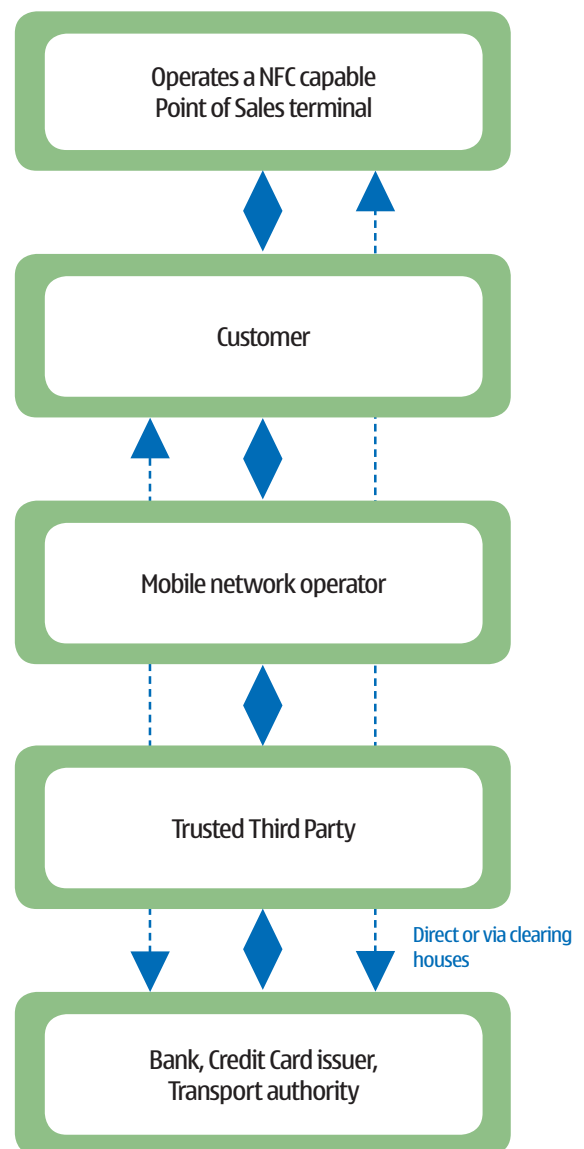 Operates a NFC capable
Point of Sales terminal
Customer
Mobile network operator
Trusted Third Party
Direct or via clearing
houses
Bank, Credit Card issuer,
Transport authority